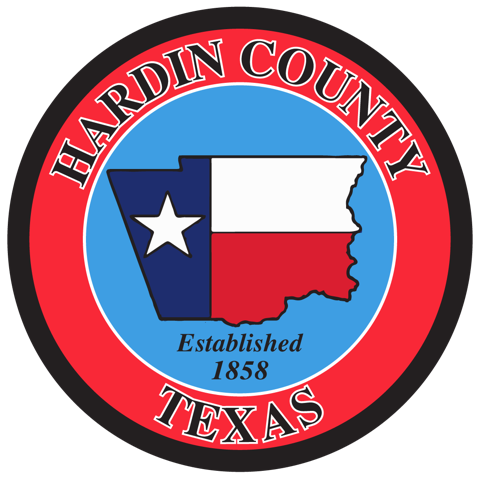 HARDIN COUNTY
Established
1858
TEXAS